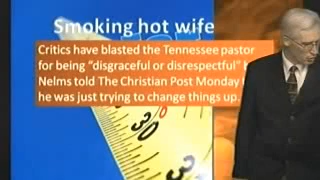 Smoking hot wife
Critics have blasted the Tennessee pastor
for being "disgraceful or disrespectful"
Nelms told The Christian Post Monday
he was just trying to change things up.